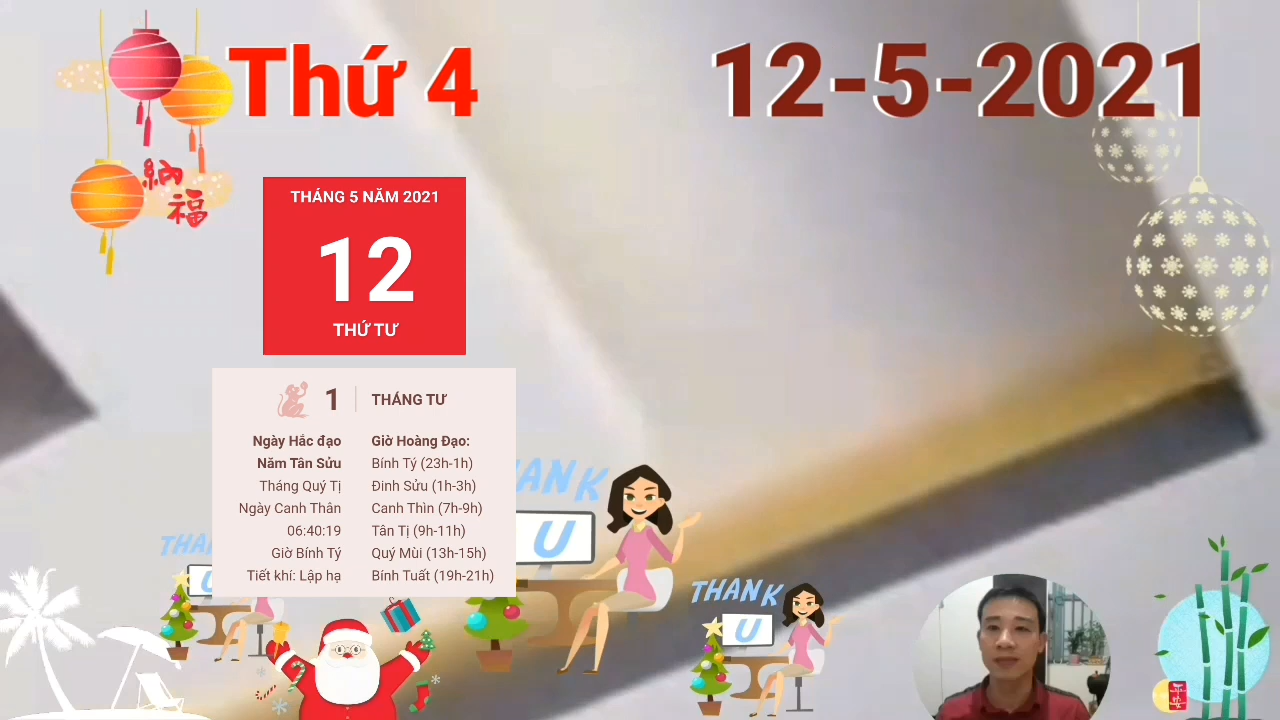 Thứ 4
12-5-2021
納
福
THÁNG 5 NĂM 2021
12
THỨ TƯ
1
THÁNG TƯ
Ngày Hắc đạo
Năm Tân Sửu
Tháng Quý Tị
Ngày Canh Thân
06:40:19
Giờ Bính Tý
Tiết khí: Lập hạ
Giờ Hoàng Đạo:
Bính Tý (23h-1h)
Đinh Sửu (1h-3h)
Canh Thìn (7h-9h)
Tân Tị (9h-11h)
Quý Mùi (13h-15h)
Bính Tuất (19h-21h)
ANK
U
THAN
THANK
U